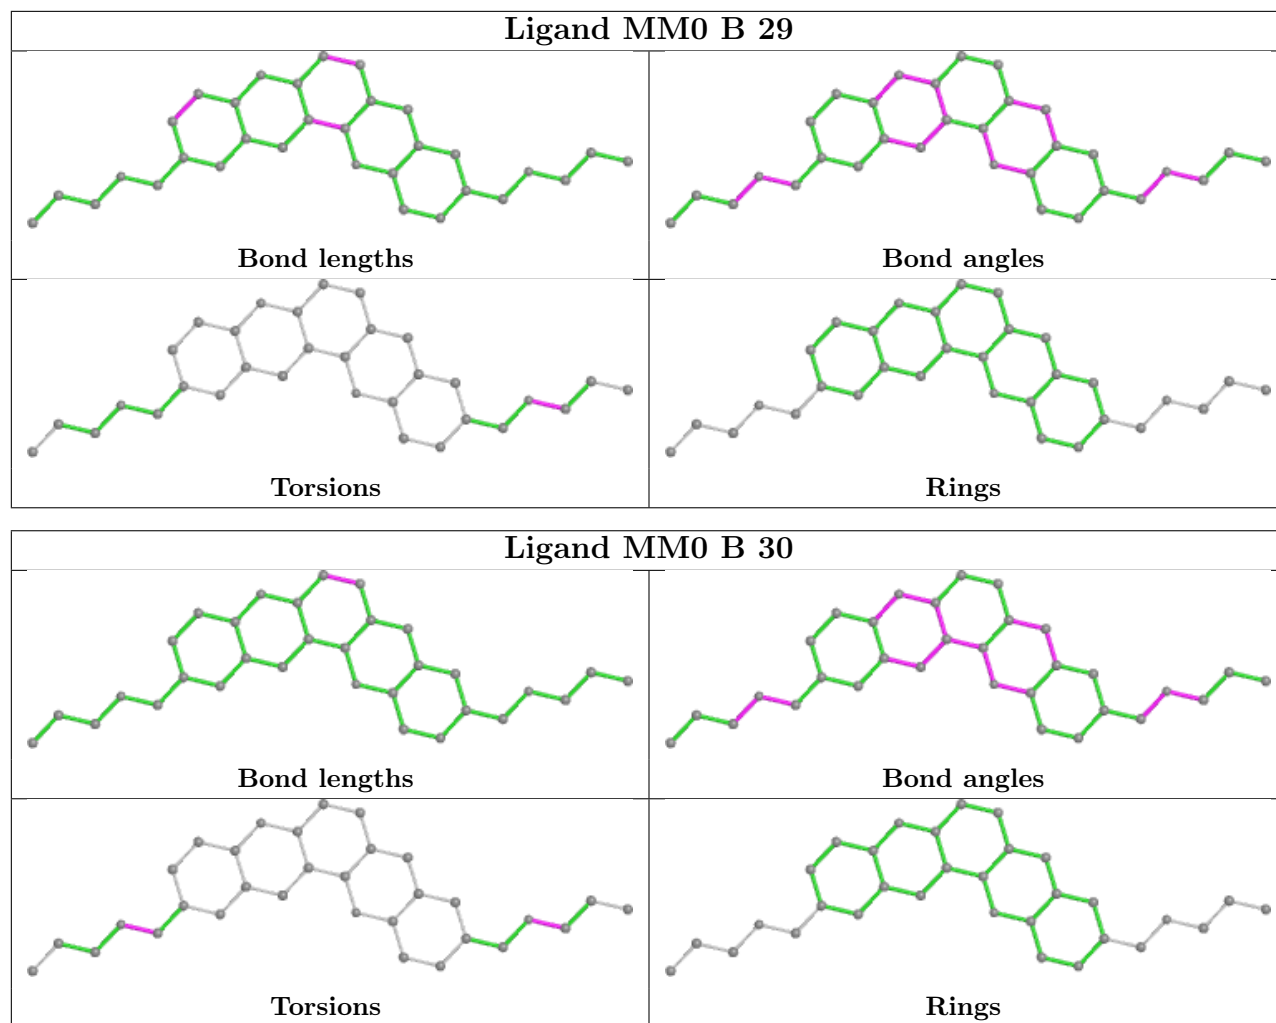 Ligand MM0 B 29
Bond lengths
Bond angles
Torsions
Rings
Ligand MM0 B 30
Bond lengths
Bond angles
Torsions
Rings